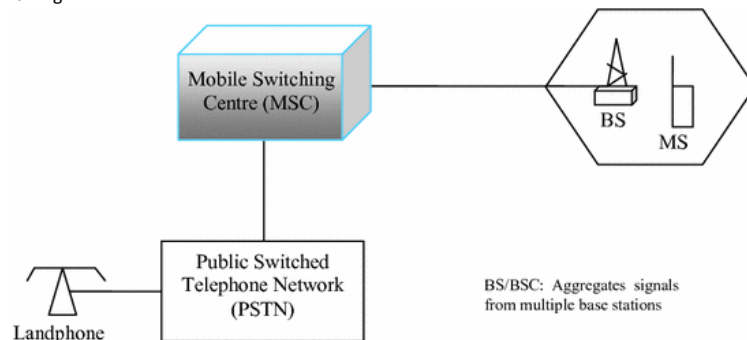 Mobile Switching
Centre (MSC)
BS
MS
Public Switched
Telephone Network
(PSTN)
BS/BSC: Aggregates signals
from multiple base stations
Landphone